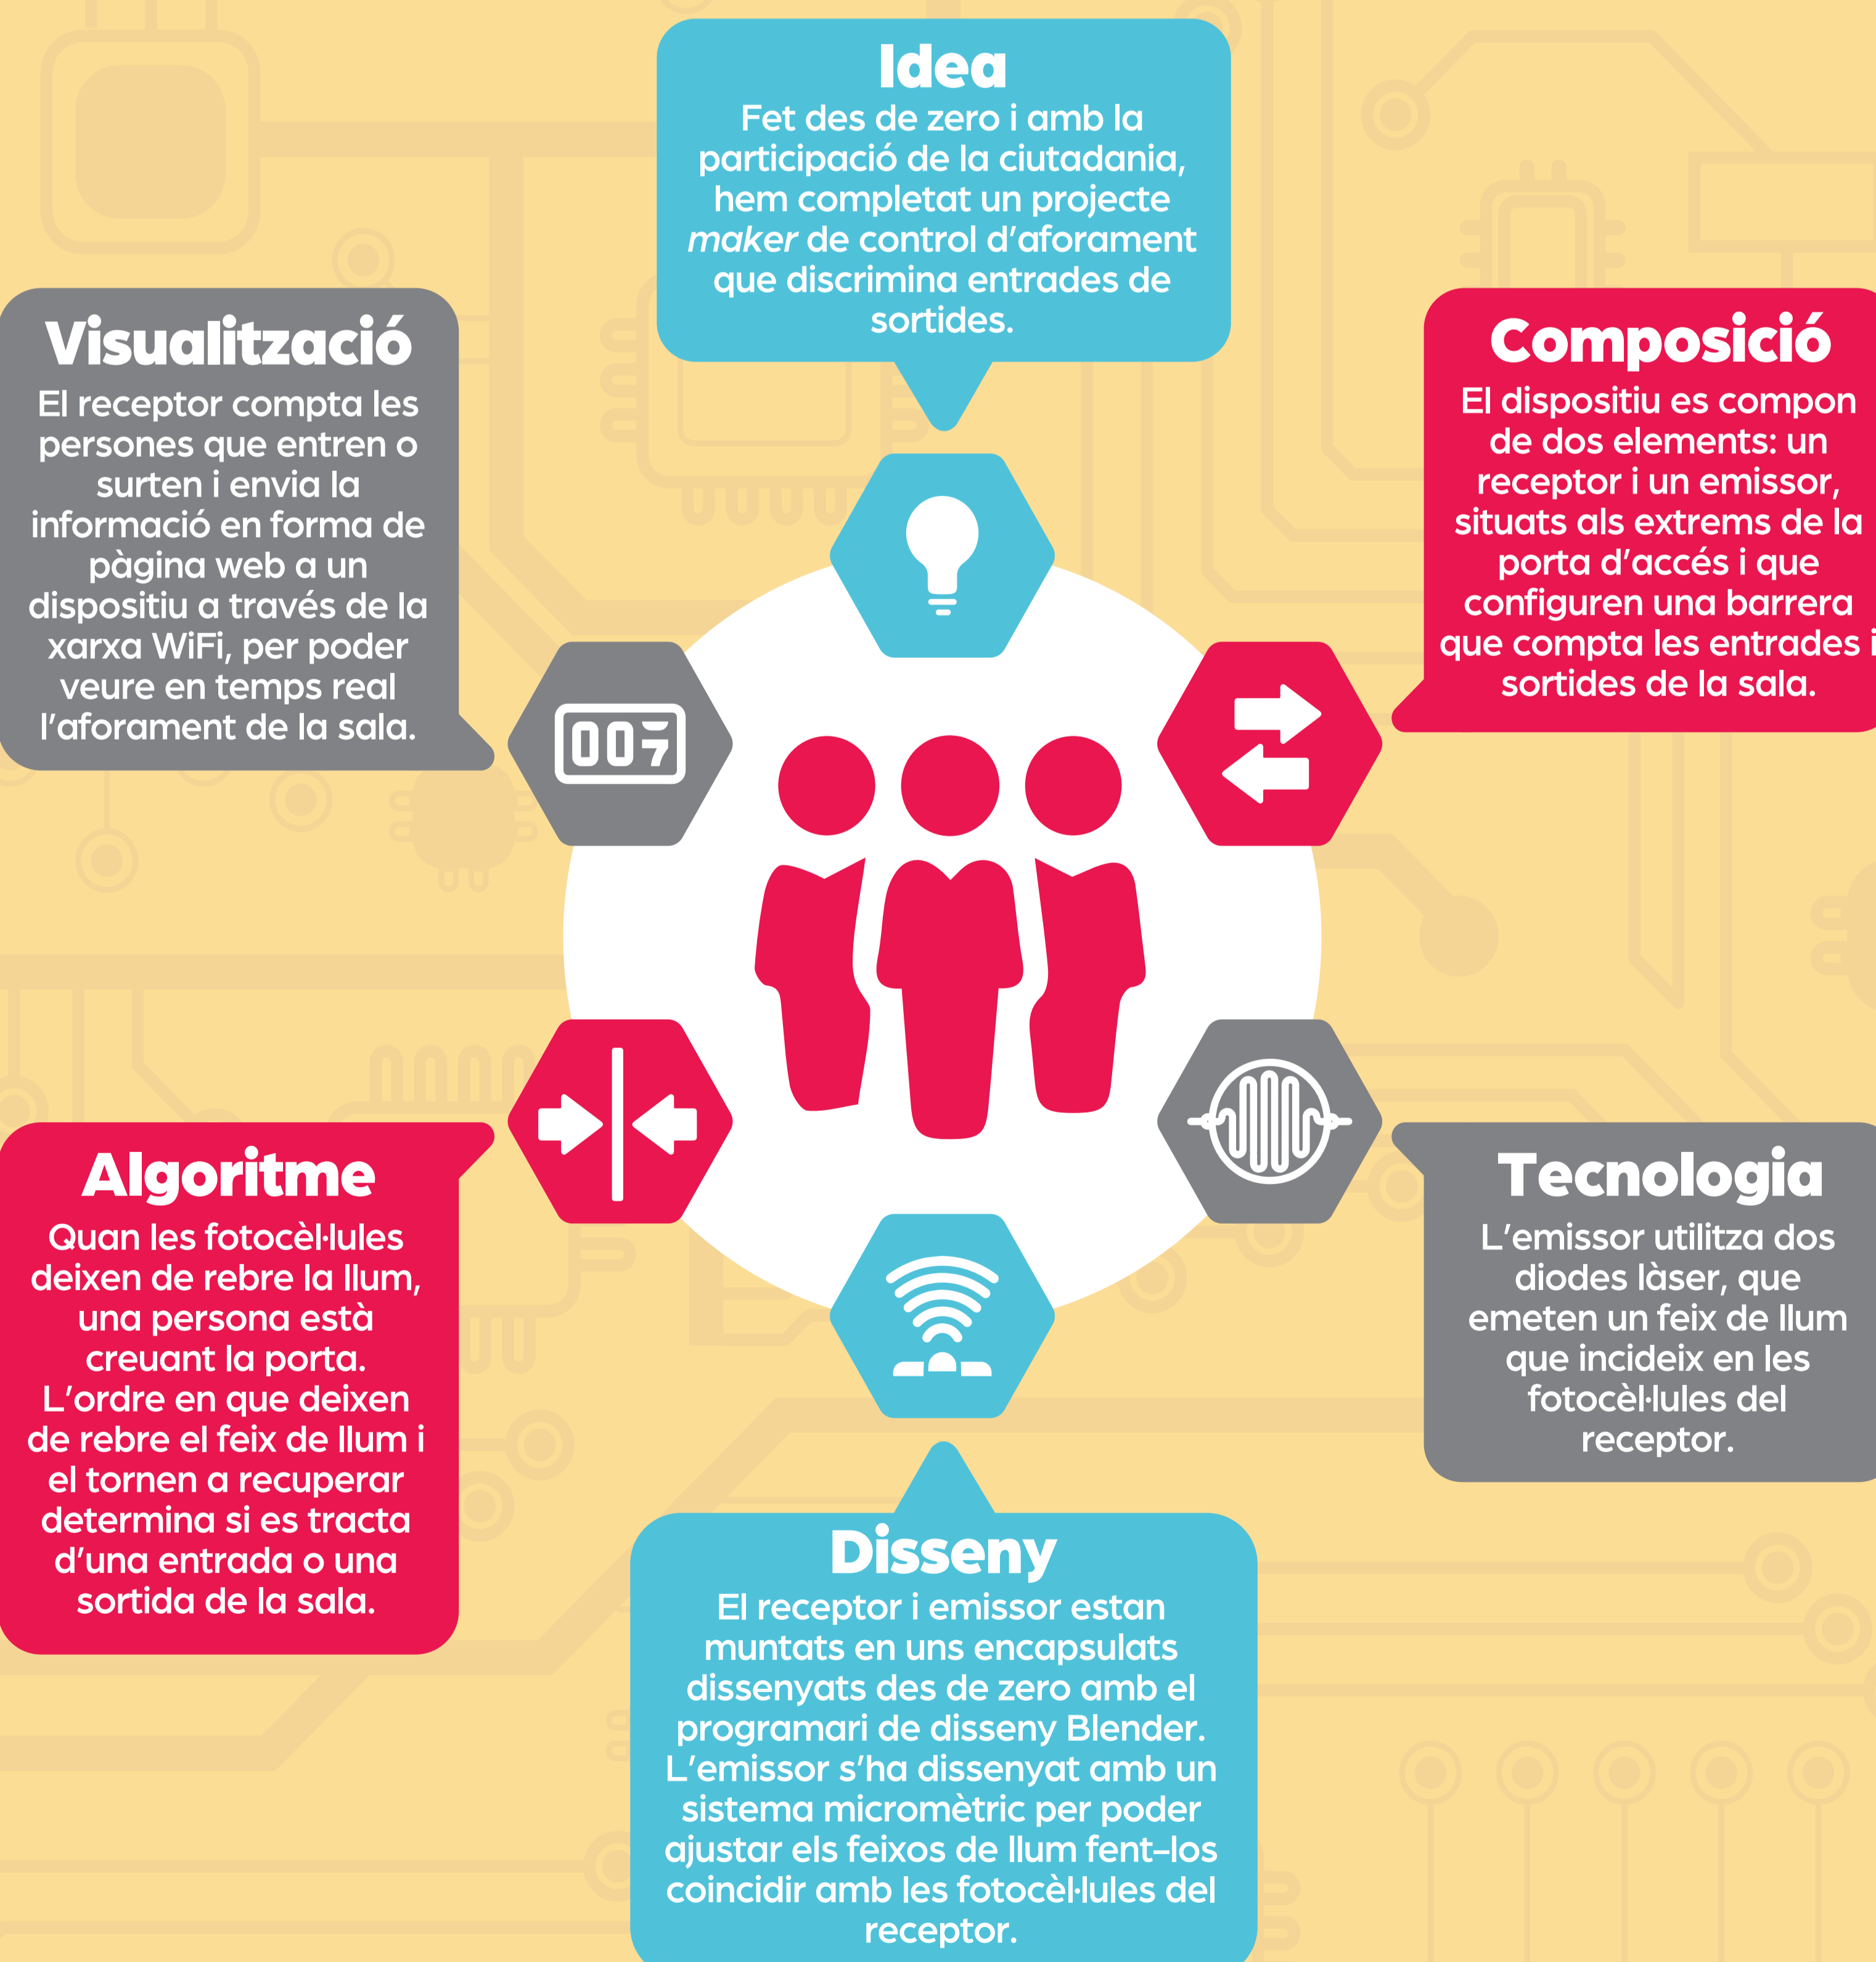 Idea
Fet des de zero i amb la
participació de la ciutadania,
hem completat un projecte
maker de control d'aforament
que discrimina entrades de
sortides.
Visualització
El receptor compta les
persones que entren o
surten i envia la
informació en forma de
pàgina web a un
dispositiu a través de la
xarxa WiFi, per poder
veure en temps real
l'aforament de la sala.
Composició
El dispositiu es compon
de dos elements: un
receptor i un emissor,
situats als extrems de la
porta d'accés i que
configuren una barrera
que compta les entrades i
sortides de la sala.
007
Algoritme
Quan les fotocèl·lules
deixen de rebre la llum,
una persona està
creuant la porta.
L'ordre en que deixen
de rebre el feix de llum i
el tornen a recuperar
determina si es tracta
d'una entrada o una
sortida de la sala.
Tecnologia
L'emissor utilitza dos
diodes làser, que
emeten un feix de llum
que incideix en les
fotocèl·lules del
receptor.
Disseny
El receptor i emissor estan
muntats en uns encapsulats
dissenyats des de zero amb el
programari de disseny Blender.
L'emissor s'ha dissenyat amb un
sistema micromètric per poder
ajustar els feixos de llum fent-los
coincidir amb les fotocèl·lules del
receptor.